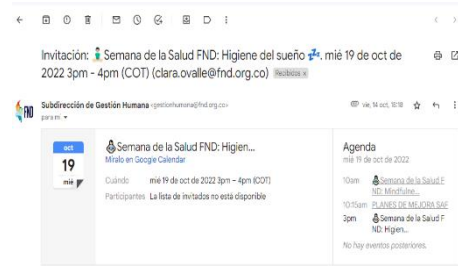 Invitación: Semana de la Salud FND: Higiene del sueño 💤. mié 19 de oct de
2022 3pm - 4pm (COT) (clara.ovalle@fnd.org.co) Recibidos x
FND
Subdirección de Gestión Humana <gestionhumana@fnd.org.co>
vie, 14 oct, 18:18
para mí
oct
19
mié
Semana de la Salud FND: Higien...
Míralo en Google Calendar
Cuándo mié 19 de oct de 2022 3pm – 4pm (COT)
Participantes La lista de invitados no está disponible
Agenda
mié 19 de oct de 2022
10am Semana de la Salud F
ND: Mindfulne...
10:15am PLANES DE MEJORA SAF
3pm Semana de la Salud F
ND: Higien...
No hay eventos posteriores.